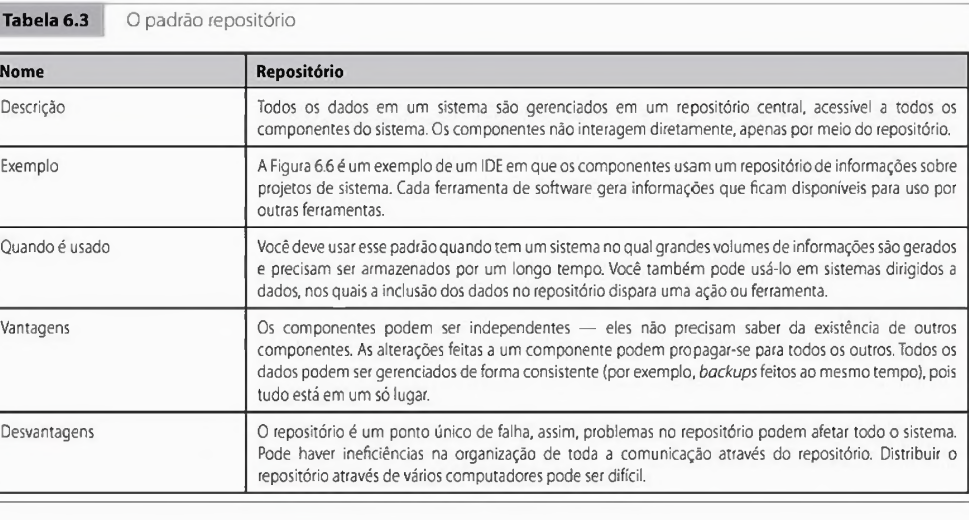 Tabela 6.3 O padrão repositório
Nome Repositório
Descrição Todos os dados em um sistema são gerenciados em um repositório central, acessível a todos os
componentes do sistema. Os componentes não interagem diretamente, apenas por meio do repositório.
Exemplo A Figura 6.6 é um exemplo de um IDE em que os componentes usam um repositório de informações sobre
projetos de sistema. Cada ferramenta de software gera informações que ficam disponíveis para uso por
outras ferramentas.
Quando é usado Você deve usar esse padrão quando tem um sistema no qual grandes volumes de informações são gerados
e precisam ser armazenados por um longo tempo. Você também pode usá-lo em sistemas dirigidos a
dados, nos quais a inclusão dos dados no repositório dispara uma ação ou ferramenta.
Vantagens Os componentes podem ser independentes — eles não precisam saber da existência de outros
componentes. As alterações feitas a um componente podem propagar-se para todos os outros. Todos os
dados podem ser gerenciados de forma consistente (por exemplo, backups feitos ao mesmo tempo), pois
tudo está em um só lugar.
Desvantagens O repositório é um ponto único de falha, assim, problemas no repositório podem afetar todo o sistema.
Pode haver ineficiências na organização de toda a comunicação através do repositório. Distribuir o
repositório através de vários computadores pode ser difícil.